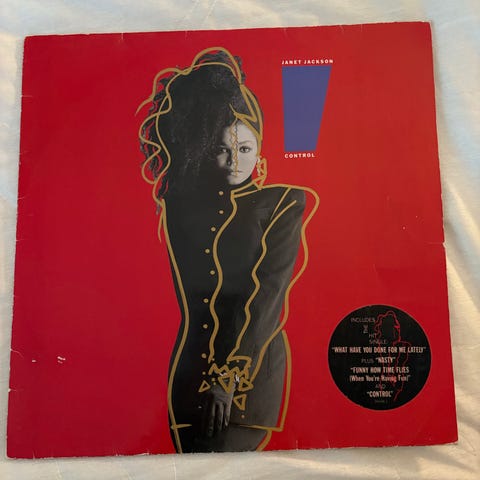 JANET JACKSON
CONTROL
INCLUDES
The
HIT
SINGLE:
"WHAT HAVE YOU DONE FOR ME LATELY"
PLUS "NASTY"
"FUNNY HOW TIME FLIES
(When You're Having Fun)"
AND
"CONTROL"